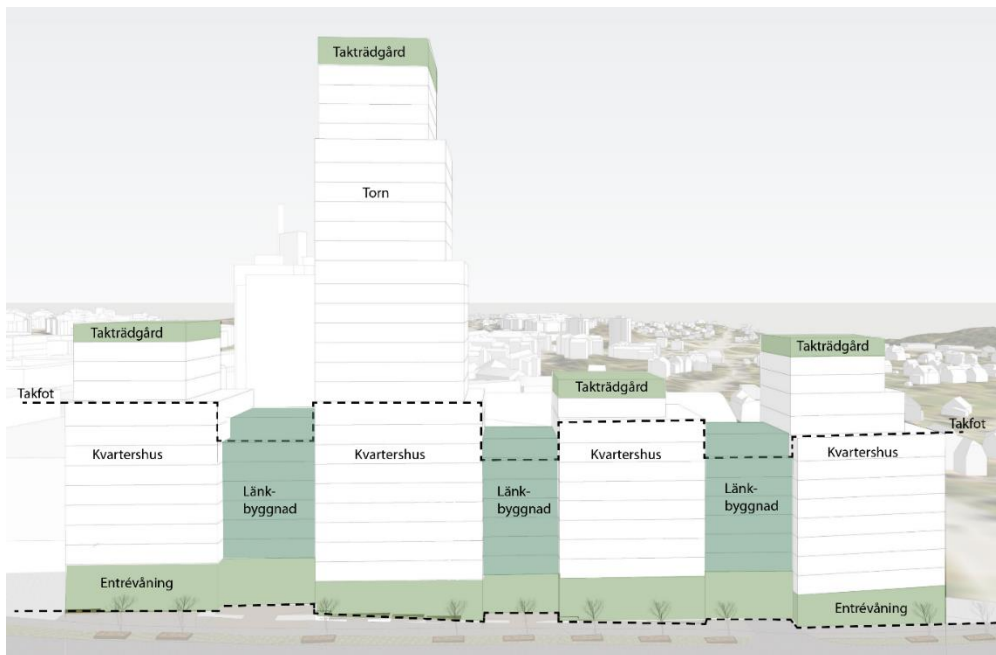 Takträdgård
Torn
Takträdgård
Takträdgård
Takträdgård
Takfot
Takfot
Kvartershus
Kvartershus
Kvartershus
Kvartershus
Länk-
byggnad
Länk-
byggnad
Länk-
byggnad
Entrévåning
Entrévåning